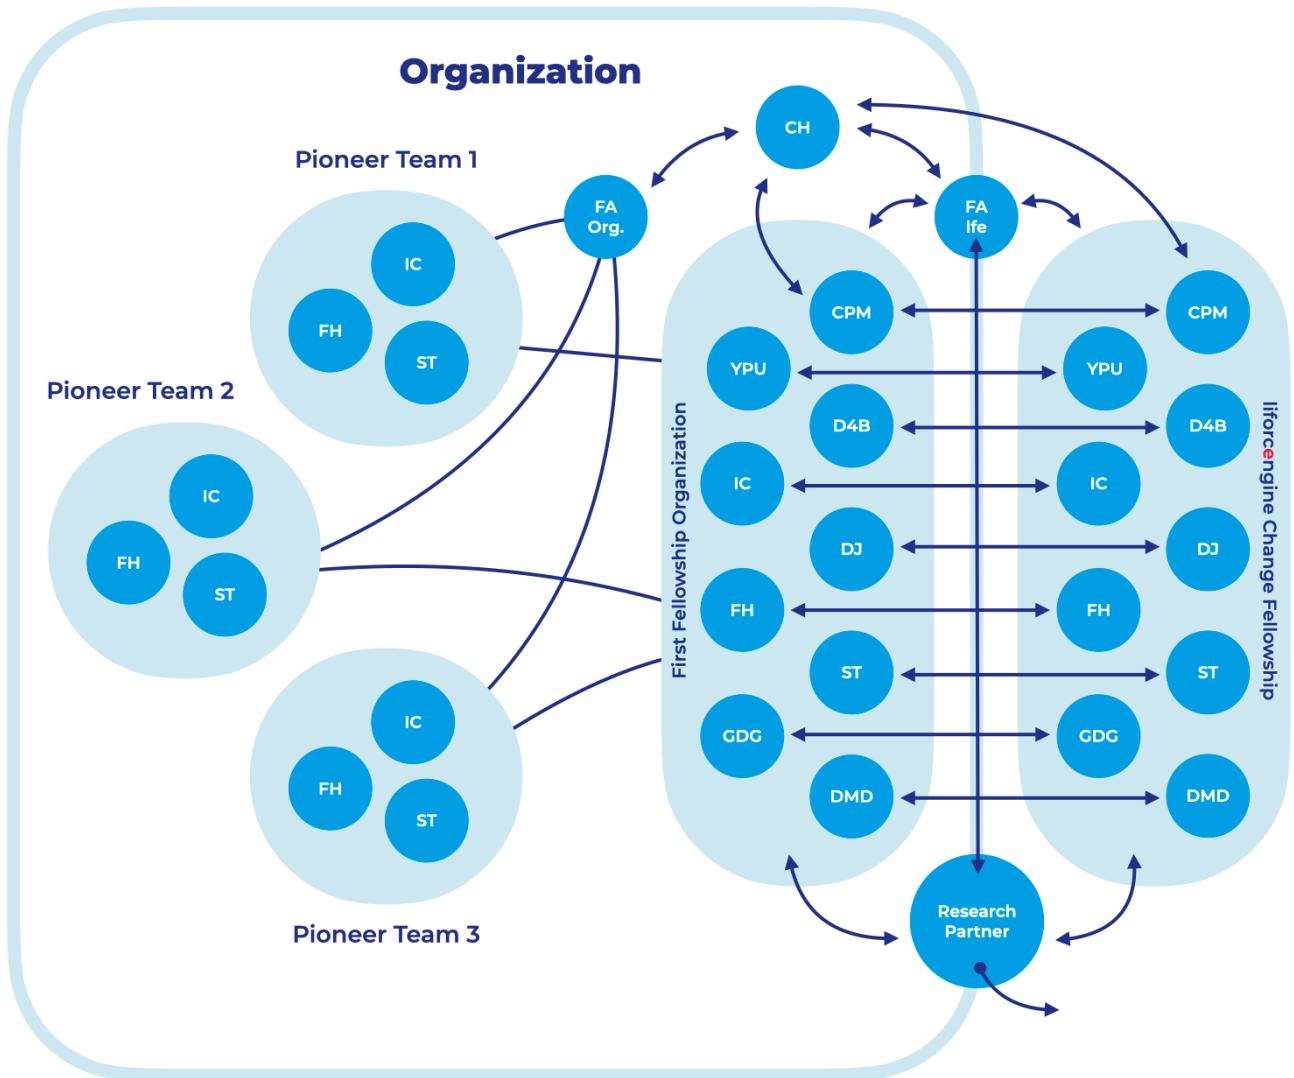 Organization
CH
Pioneer Team 1
FA
Org.
FA
lfe
IC
FH
ST
Pioneer Team 2
IC
FH
ST
IC
FH
ST
Pioneer Team 3
First Fellowship Organization
CPM
YPU
D4B
IC
DJ
FH
ST
GDG
DMD
CPM
YPU
D4B
IC
DJ
FH
ST
GDG
DMD
liforcengine Change Fellowship
Research
Partner